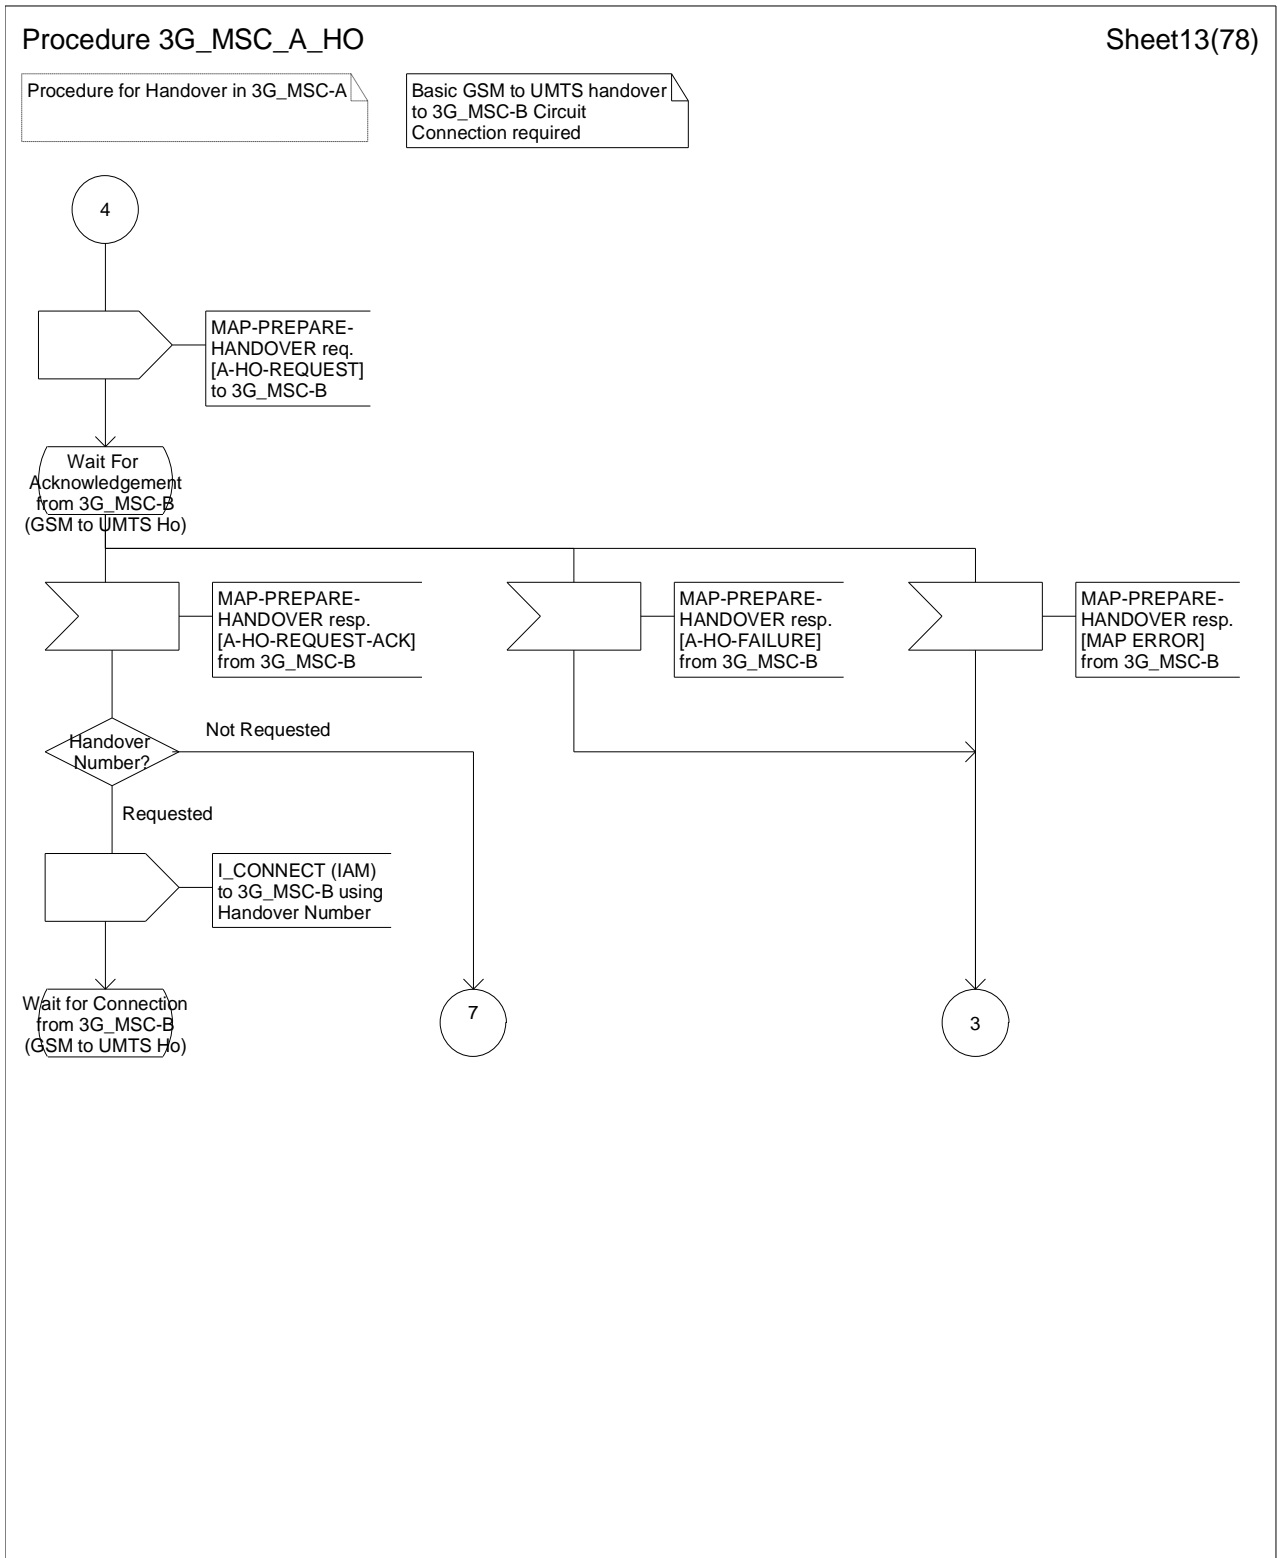 Procedure 3G_MSC_A_HO
Sheet13(78)
Procedure for Handover in 3G_MSC-A
Basic GSM to UMTS handover
to 3G_MSC-B Circuit
Connection required
4
MAP-PREPARE-
HANDOVER req.
[A-HO-REQUEST]
to 3G_MSC-B
Wait For
Acknowledgement
from 3G_MSC-B
(GSM to UMTS Ho)
MAP-PREPARE-
HANDOVER resp.
[A-HO-REQUEST-ACK]
from 3G_MSC-B
MAP-PREPARE-
HANDOVER resp.
[A-HO-FAILURE]
from 3G_MSC-B
MAP-PREPARE-
HANDOVER resp.
[MAP ERROR]
from 3G_MSC-B
Handover
Number?
Not Requested
Requested
I_CONNECT (IAM)
to 3G_MSC-B using
Handover Number
Wait for Connection
from 3G_MSC-B
(GSM to UMTS Ho)
7
3